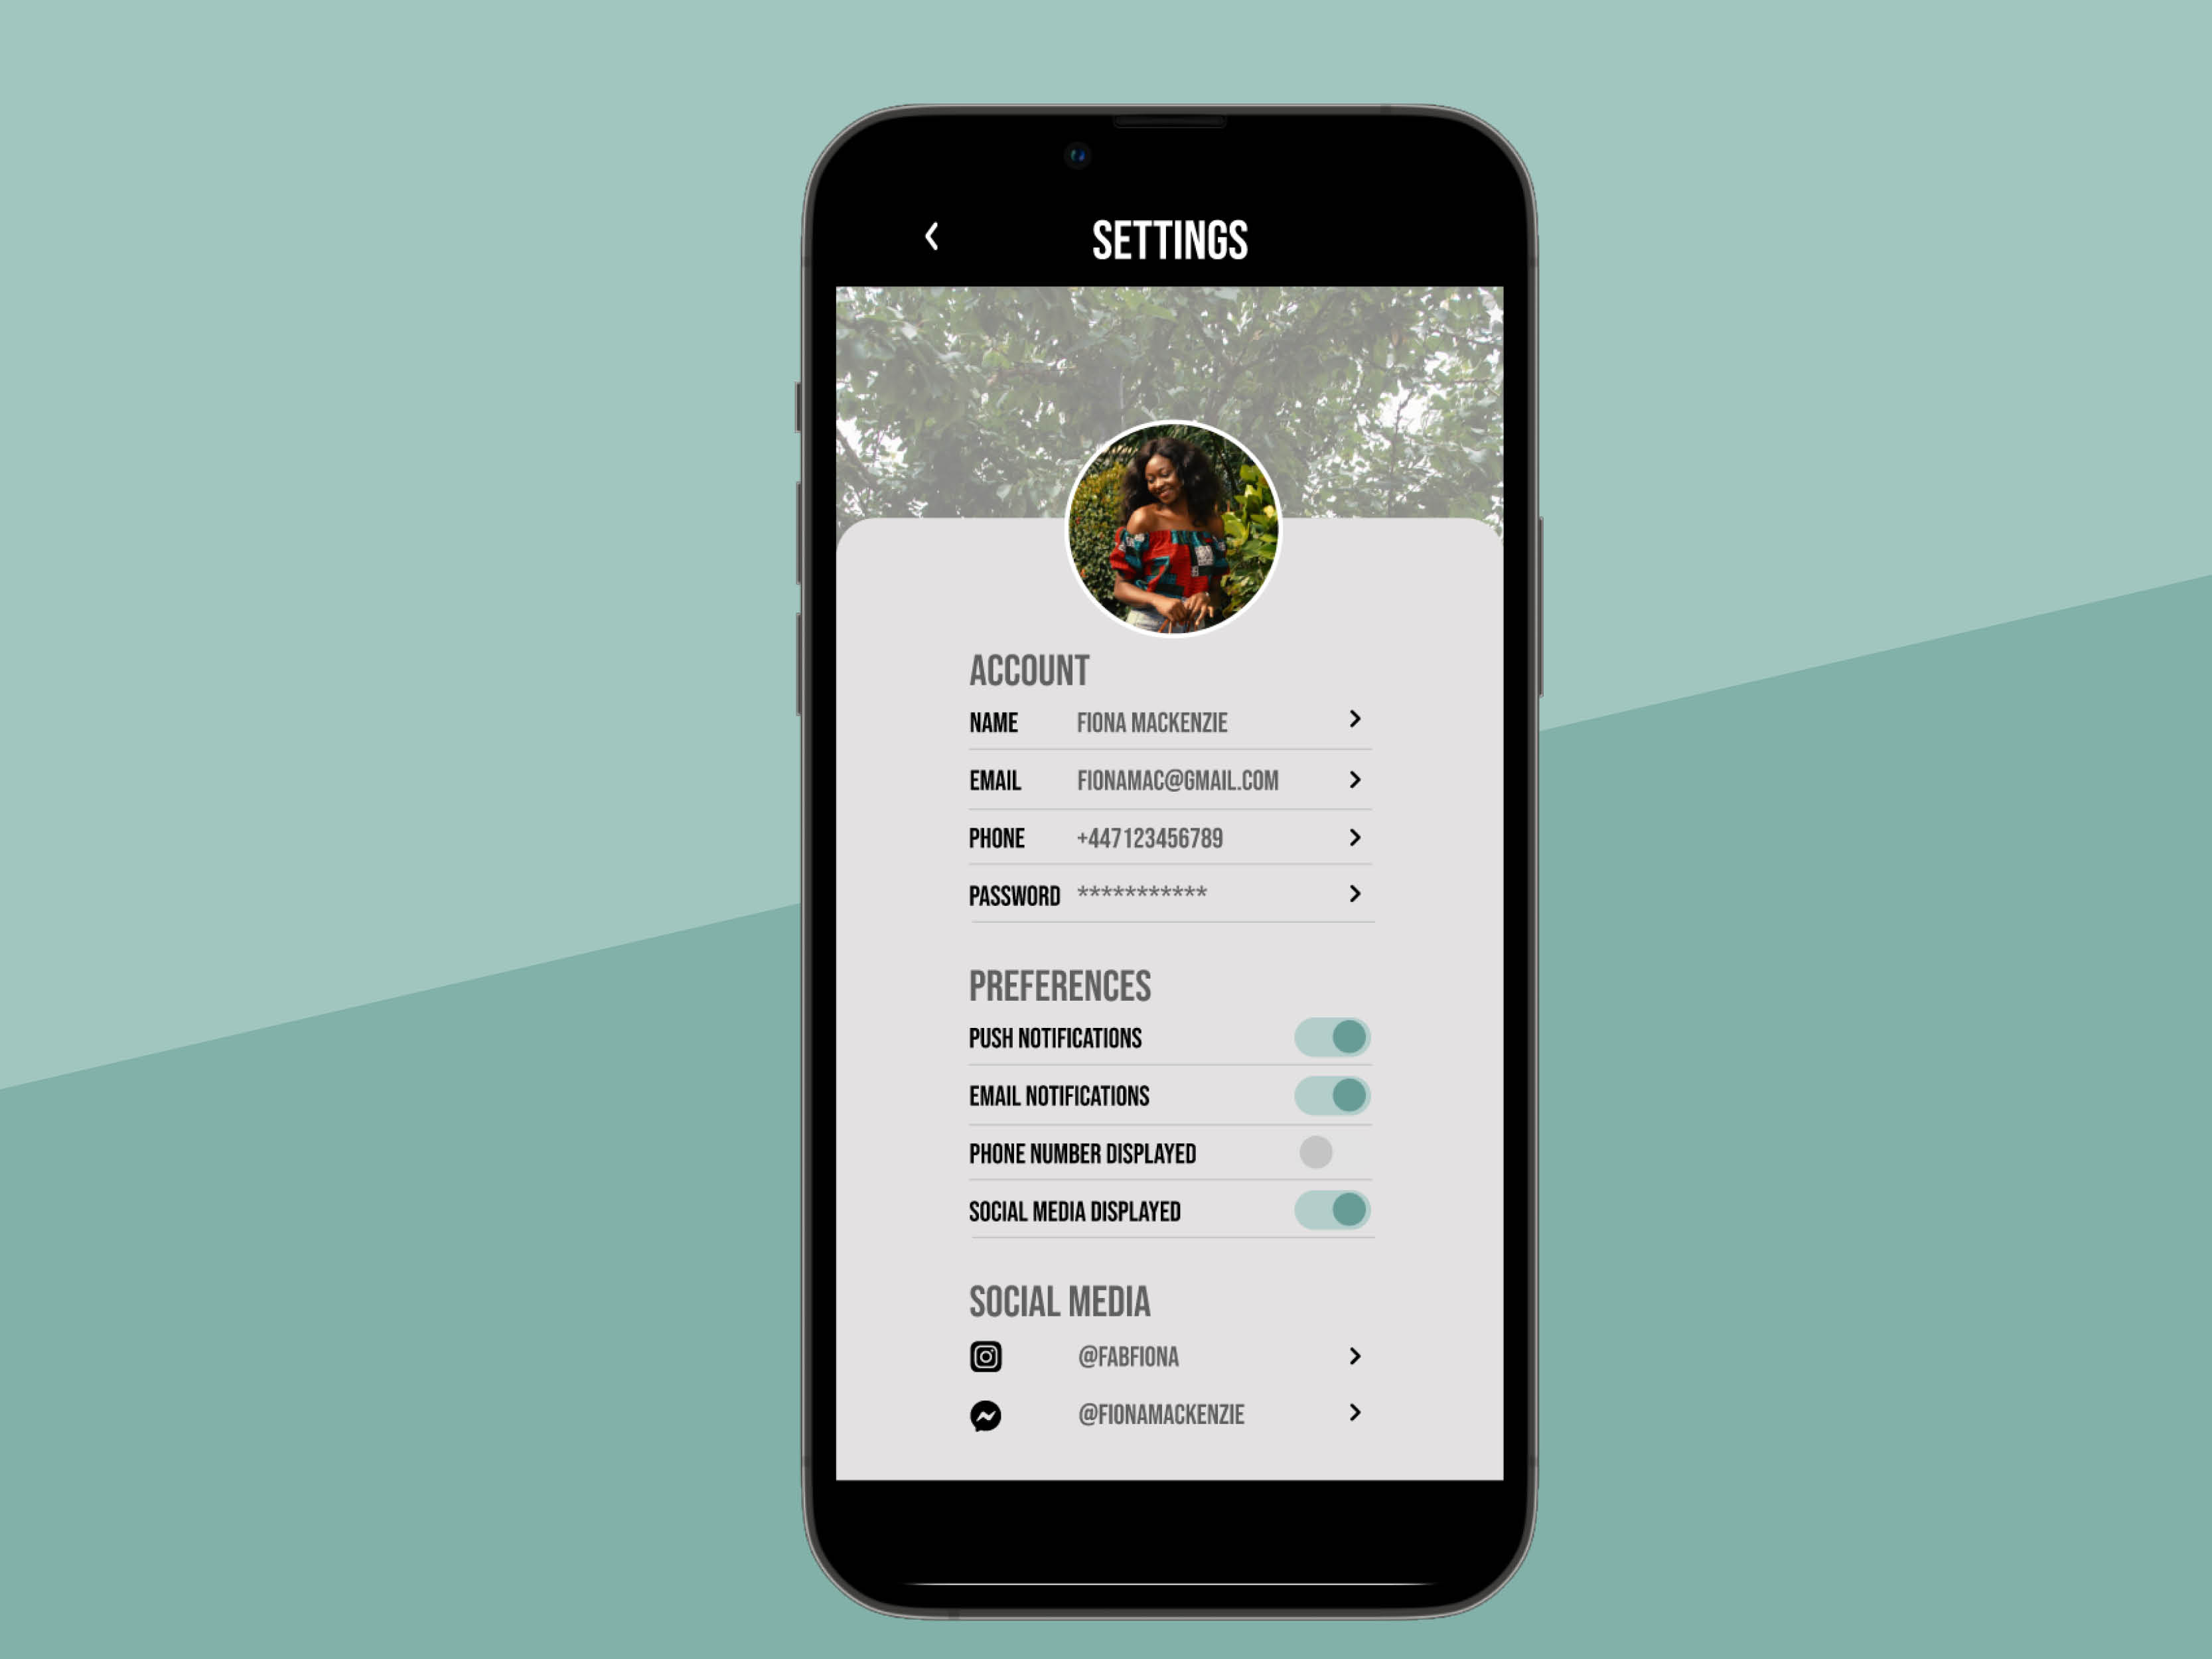 SETTINGS
ACCOUNT
NAME FIONA MACKENZIE
EMAIL FIONAMAC@GMAIL.COM
PHONE +447123456789
PASSWORD ***********
PREFERENCES
PUSH NOTIFICATIONS
EMAIL NOTIFICATIONS
PHONE NUMBER DISPLAYED
SOCIAL MEDIA DISPLAYED
SOCIAL MEDIA
@FABFIONA
@FIONAMACKENZIE